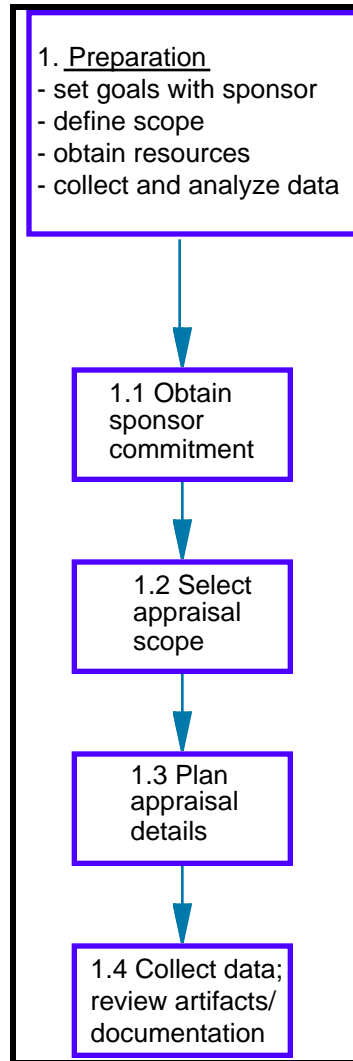 1. Preparation
- set goals with sponsor
- define scope
- obtain resources
- collect and analyze data
1.1 Obtain
sponsor
commitment
1.2 Select
appraisal
scope
1.3 Plan
appraisal
details
1.4 Collect data;
review artifacts/
documentation